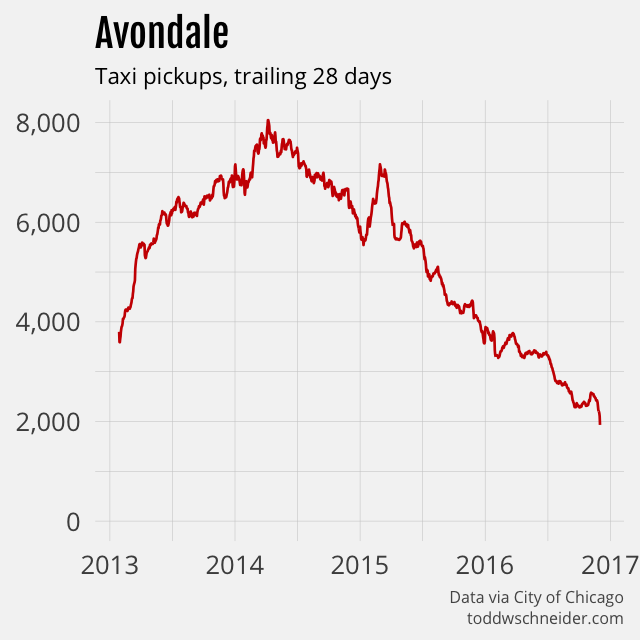 Avondale
Taxi pickups, trailing 28 days
8,000
6,000
4,000
2,000
0
2013 2014 2015 2016 2017
Data via City of Chicago
toddwschneider.com